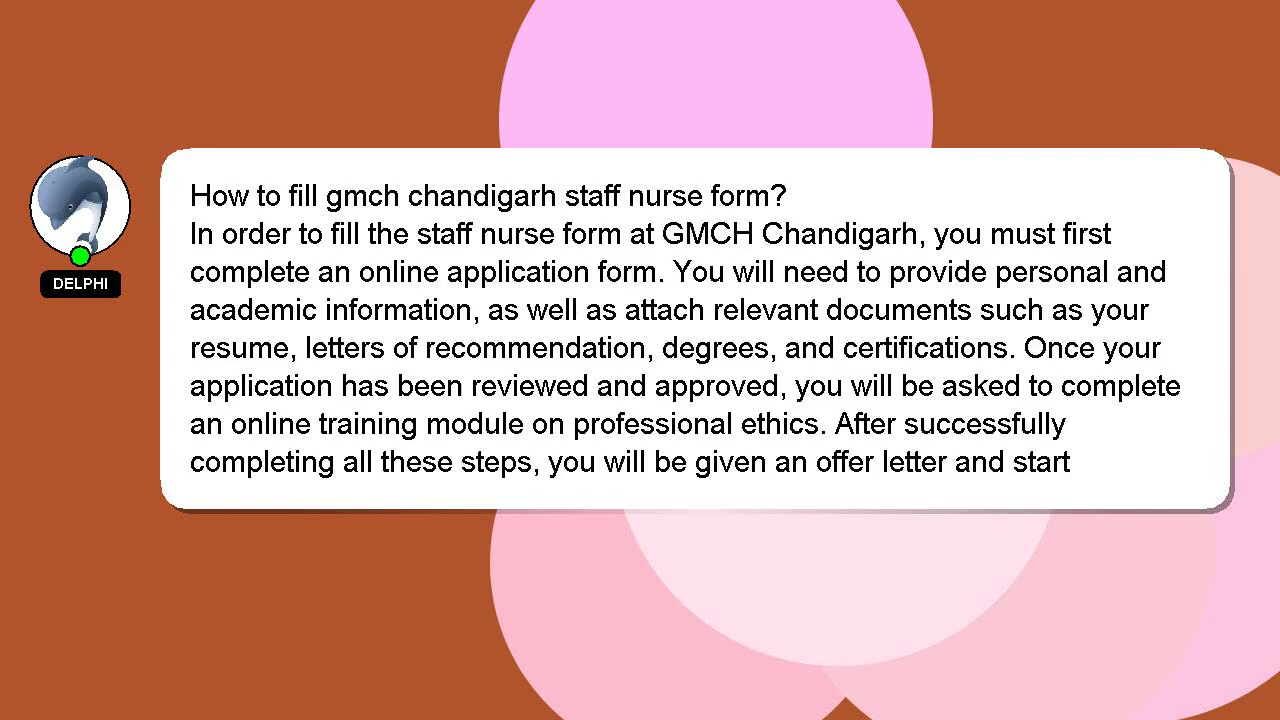 How to fill gmch chandigarh staff nurse form?
In order to fill the staff nurse form at GMCH Chandigarh, you must first
complete an online application form. You will need to provide personal and
academic information, as well as attach relevant documents such as your
resume, letters of recommendation, degrees, and certifications. Once your
application has been reviewed and approved, you will be asked to complete
an online training module on professional ethics. After successfully
completing all these steps, you will be given an offer letter and start
DELPHI